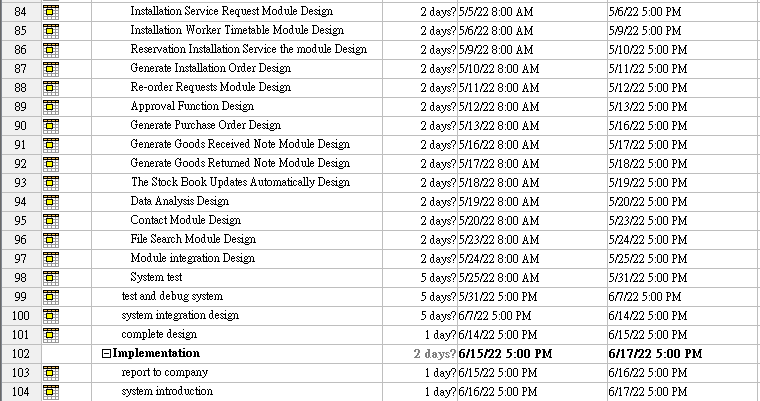 84 Installation Service Request Module Design 2 days? 5/5/22 8:00 AM 5/6/22 5:00 PM
85 Installation Worker Timetable Module Design 2 days? 5/6/22 8:00 AM 5/9/22 5:00 PM
86 Reservation Installation Service the module Design 2 days? 5/9/22 8:00 AM 5/10/22 5:00 PM
87 Generate Installation Order Design 2 days? 5/10/22 8:00 AM 5/11/22 5:00 PM
88 Re-order Requests Module Design 2 days? 5/11/22 8:00 AM 5/12/22 5:00 PM
89 Approval Function Design 2 days? 5/12/22 8:00 AM 5/13/22 5:00 PM
90 Generate Purchase Order Design 2 days? 5/13/22 8:00 AM 5/16/22 5:00 PM
91 Generate Goods Received Note Module Design 2 days? 5/16/22 8:00 AM 5/17/22 5:00 PM
92 Generate Goods Returned Note Module Design 2 days? 5/17/22 8:00 AM 5/18/22 5:00 PM
93 The Stock Book Updates Automatically Design 2 days? 5/18/22 8:00 AM 5/19/22 5:00 PM
94 Data Analysis Design 2 days? 5/19/22 8:00 AM 5/20/22 5:00 PM
95 Contact Module Design 2 days? 5/20/22 8:00 AM 5/23/22 5:00 PM
96 File Search Module Design 2 days? 5/23/22 8:00 AM 5/24/22 5:00 PM
97 Module integration Design 2 days? 5/24/22 8:00 AM 5/25/22 5:00 PM
98 System test 5 days? 5/25/22 8:00 AM 5/31/22 5:00 PM
99 test and debug system 5 days? 5/31/22 5:00 PM 6/7/22 5:00 PM
100 system integration design 5 days? 6/7/22 5:00 PM 6/14/22 5:00 PM
101 complete design 1 day? 6/14/22 5:00 PM 6/15/22 5:00 PM
102 Implementation 2 days? 6/15/22 5:00 PM 6/17/22 5:00 PM
103 report to company 1 day? 6/15/22 5:00 PM 6/16/22 5:00 PM
104 system introduction 1 day? 6/16/22 5:00 PM 6/17/22 5:00 PM